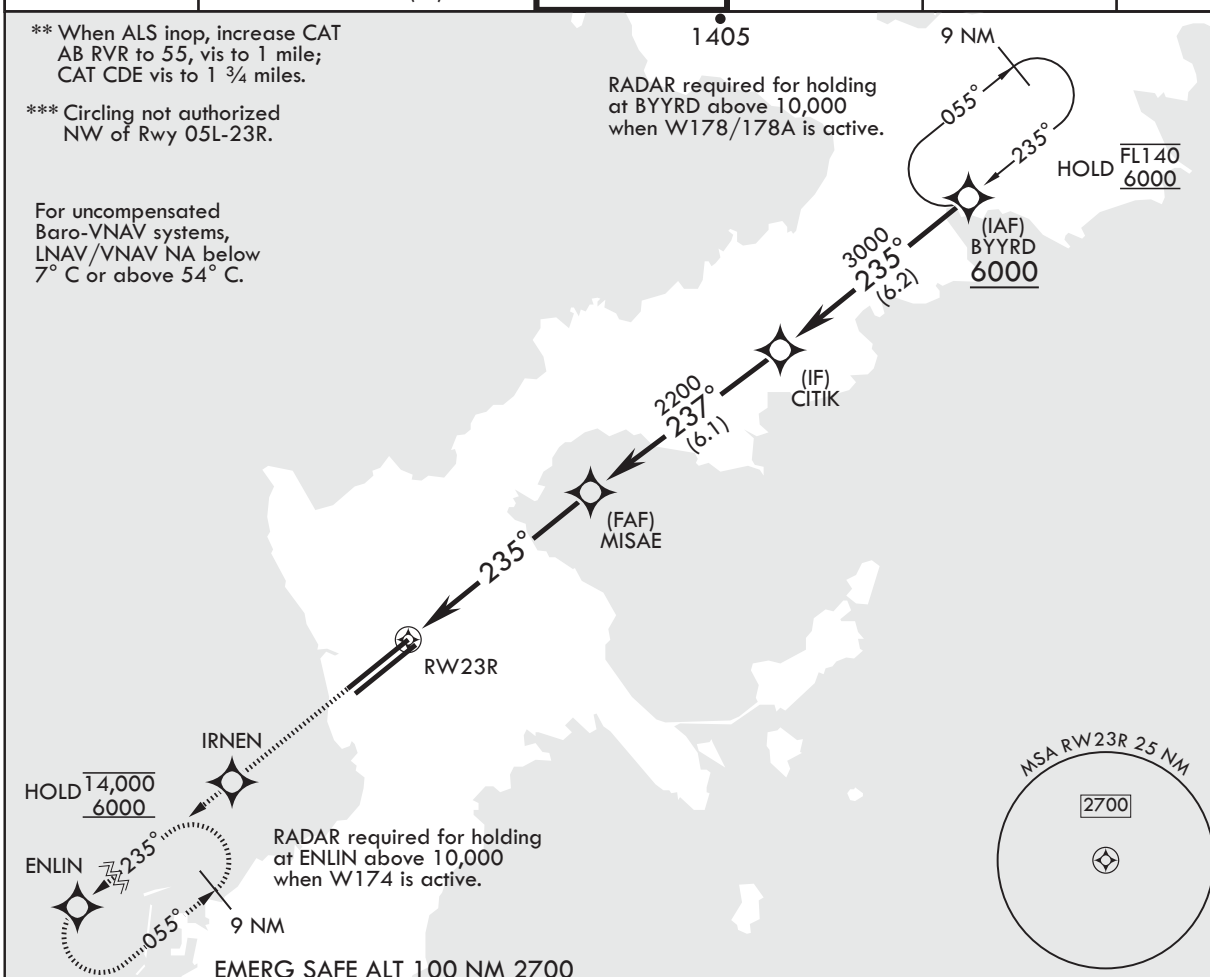 ** When ALS inop, increase CAT
AB RVR to 55, vis to 1 mile;
CAT CDE vis to 1 ¾ miles.
*** Circling not authorized
NW of Rwy 05L-23R.
For uncompensated
Baro-VNAV systems,
LNAV/VNAV NA below
7° C or above 54° C.
1405
9 NM
RADAR required for holding
at BYYRD above 10,000
when W178/178A is active.
055°
235°
HOLD FL140
6000
(IAF)
BYYRD
6000
3000
235°
(6.2)
(IF)
CITIK
2200
237°
(6.1)
(FAF)
MISAE
235°
RW23R
IRNEN
HOLD 14,000
6000
235°
ENLIN
055°
9 NM
RADAR required for holding
at ENLIN above 10,000
when W174 is active.
MSA RW23R 25 NM
2700
EMERG SAFE ALT 100 NM 2700